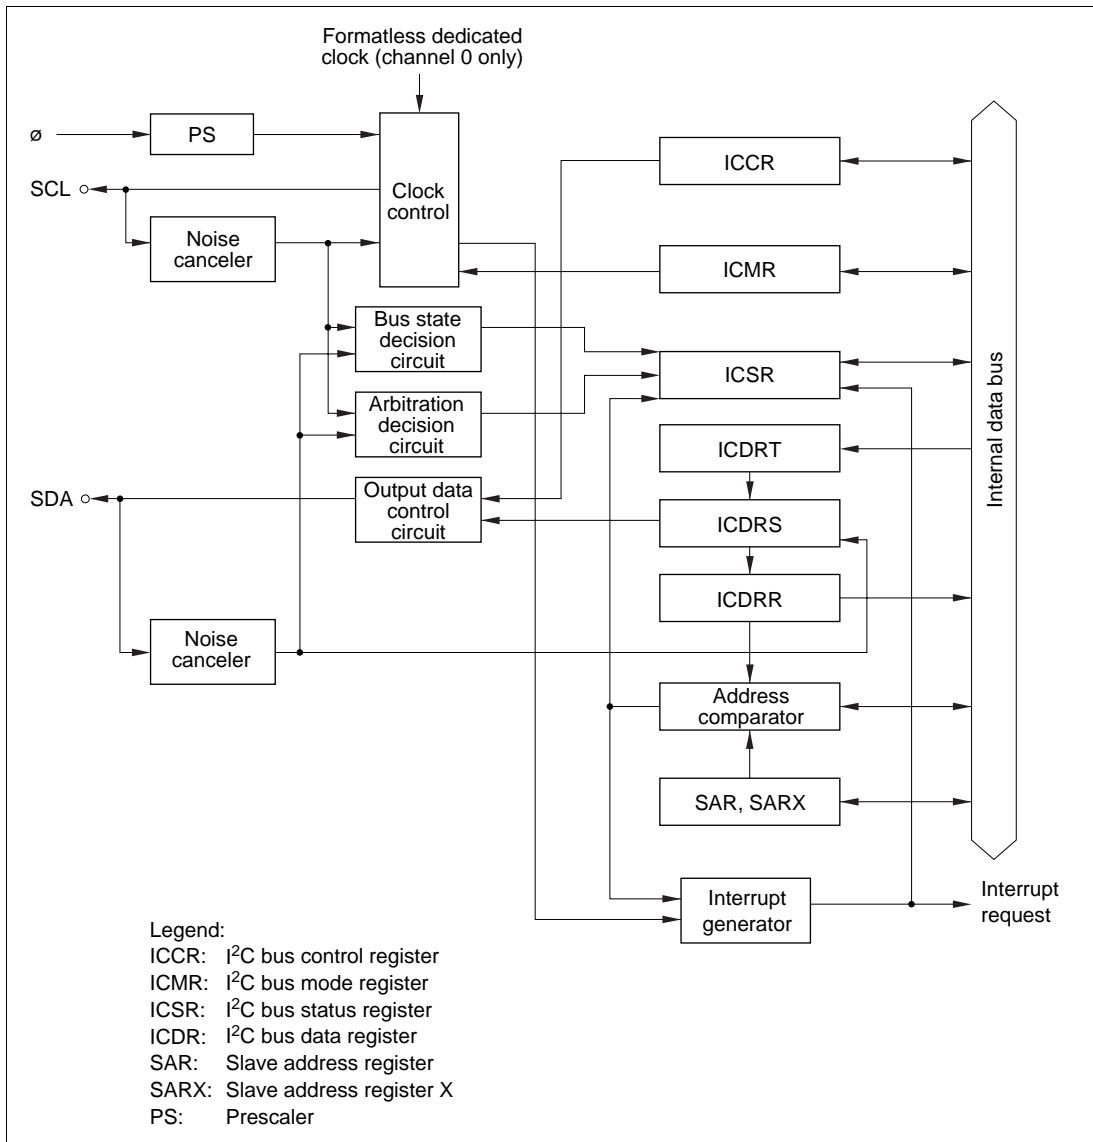 Formatless dedicated
clock (channel 0 only)
ø
PS
SCL
Clock
control
Noise
canceler
ICCR
ICMR
Bus state
decision
circuit
ICSR
Arbitration
decision
circuit
ICDRT
SDA
Output data
control
circuit
ICDRS
ICDRR
Noise
canceler
Address
comparator
SAR, SARX
Internal data bus
Interrupt
generator
Interrupt
request
Legend:
ICCR: I²C bus control register
ICMR: I²C bus mode register
ICSR: I²C bus status register
ICDR: I²C bus data register
SAR: Slave address register
SARX: Slave address register X
PS: Prescaler